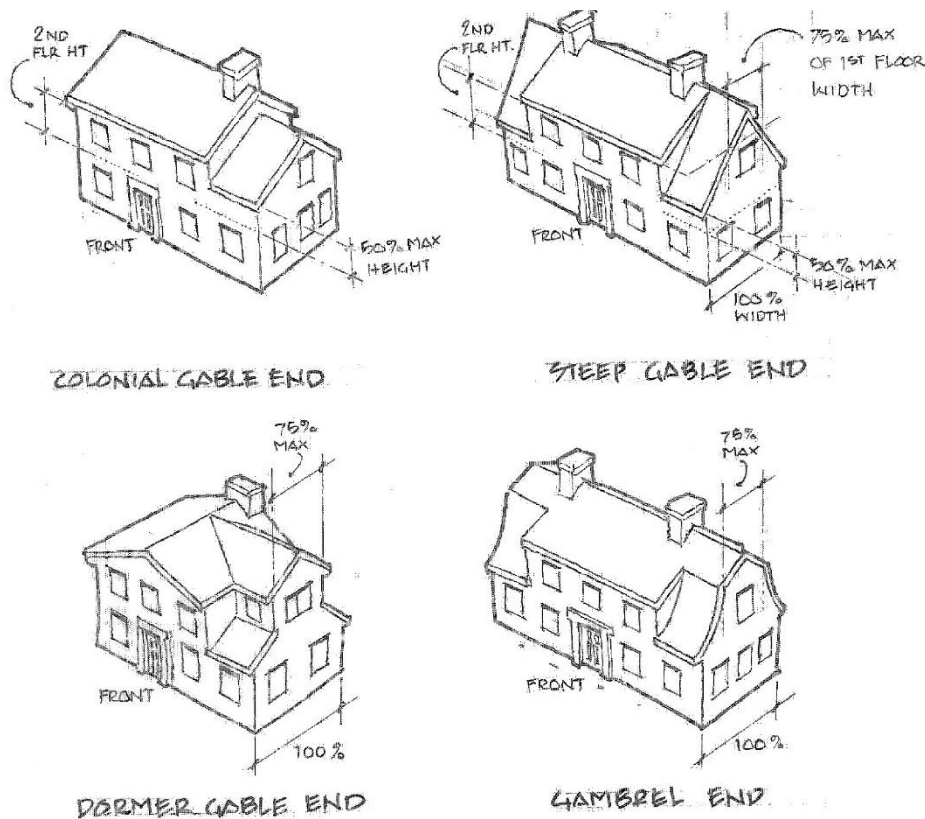 2ND
FLR HT
FRONT
50% MAX
HEIGHT
COLONIAL GABLE END
2ND
FLR HT.
75% MAX
OF 1ST FLOOR
WIDTH
FRONT
50% MAX
HEIGHT
100%
WIDTH
STEEP GABLE END
75%
MAX
FRONT
100%
DORMER GABLE END
75%
MAX
FRONT
100%
GAMBREL END